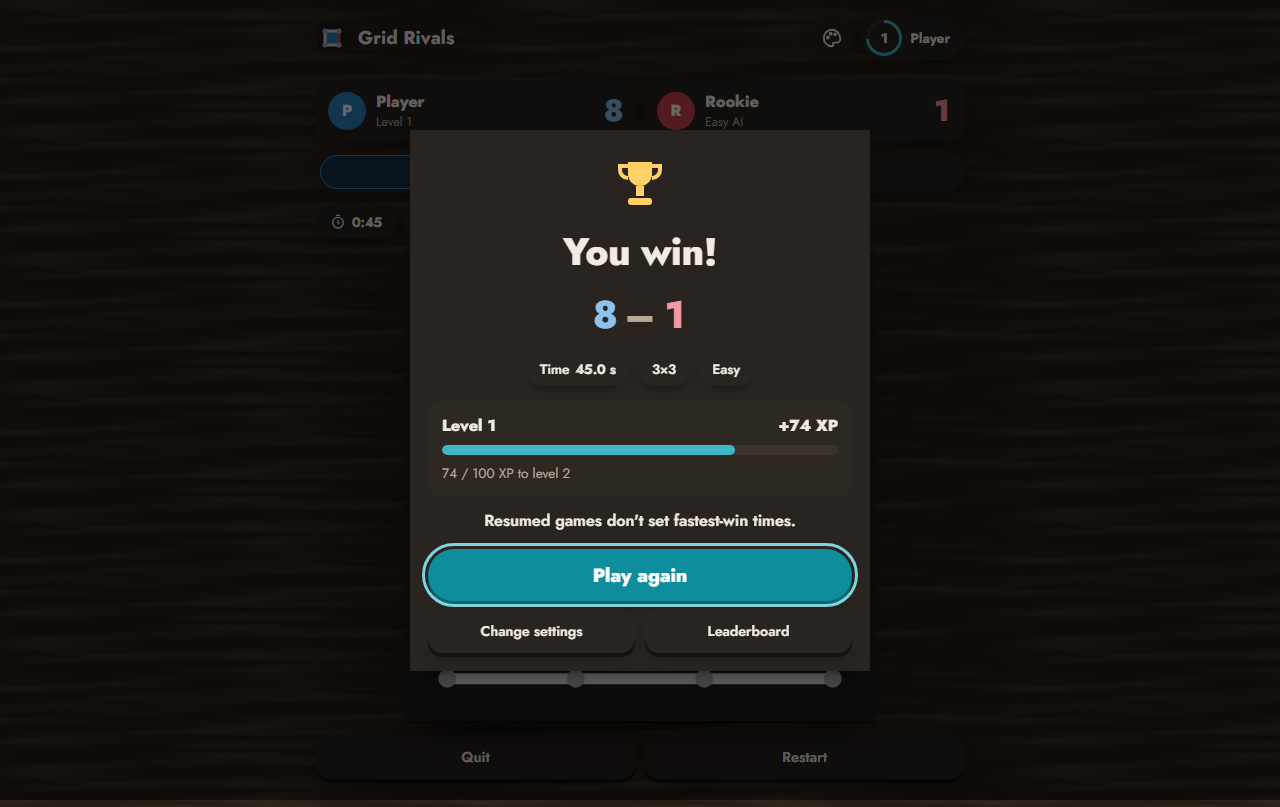 Grid Rivals
1 Player
P Player 8 R Rookie 1
Level 1 Easy AI
0:45
You win!
8 – 1
Time 45.0 s 3×3 Easy
Level 1 +74 XP
74 / 100 XP to level 2
Resumed games don't set fastest-win times.
Play again
Change settings Leaderboard
Quit Restart